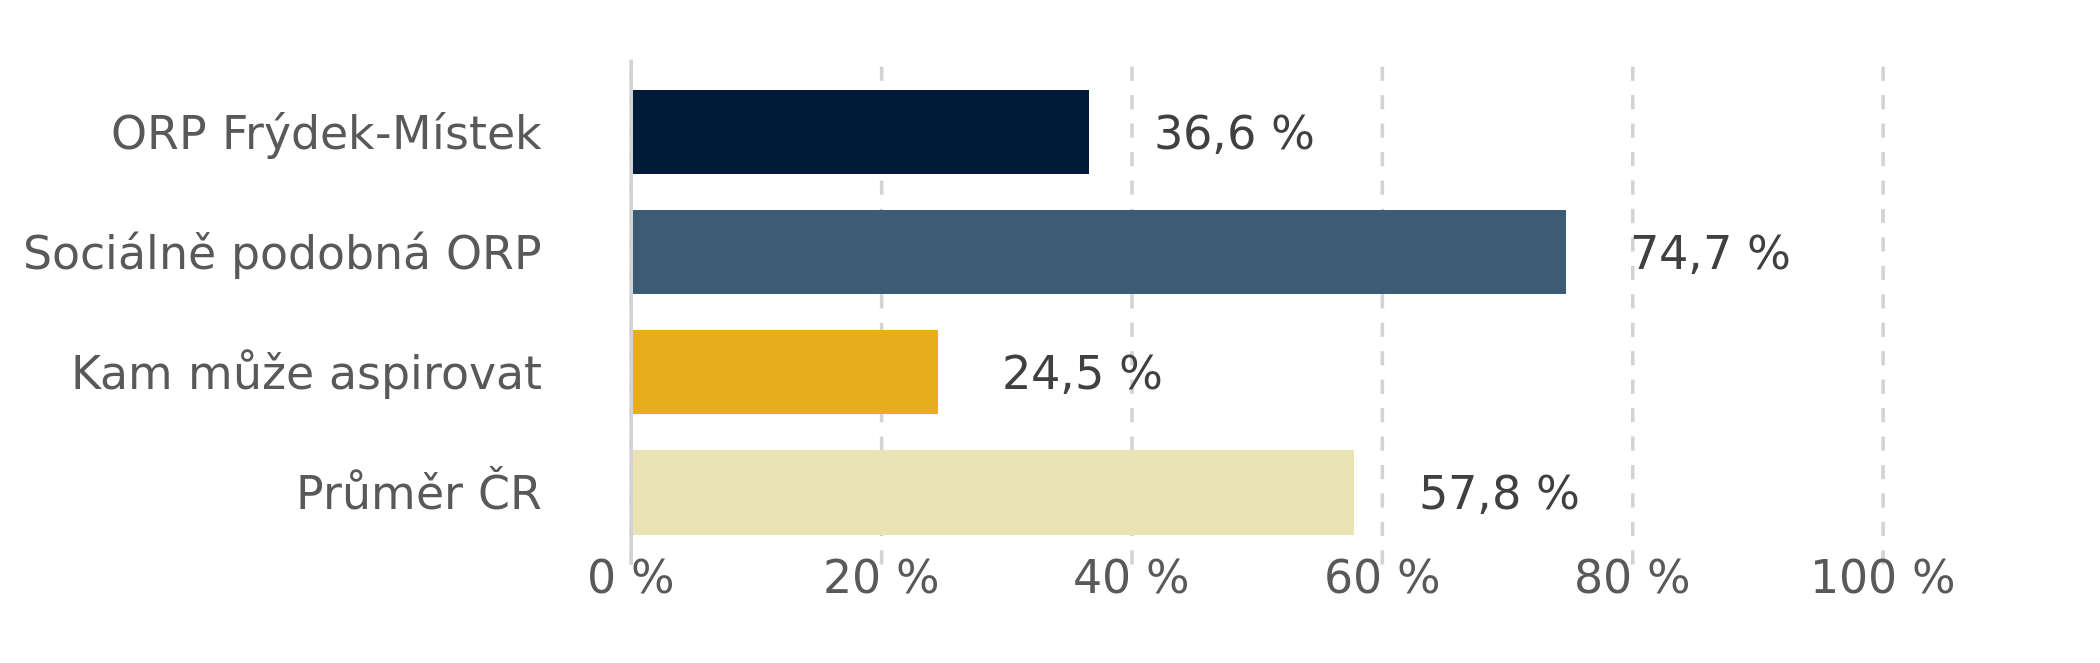 ORP Frýdek-Místek 36,6 %
Sociálně podobná ORP 74,7 %
Kam může aspirovat 24,5 %
Průměr ČR 57,8 %
0 % 20 % 40 % 60 % 80 % 100 %